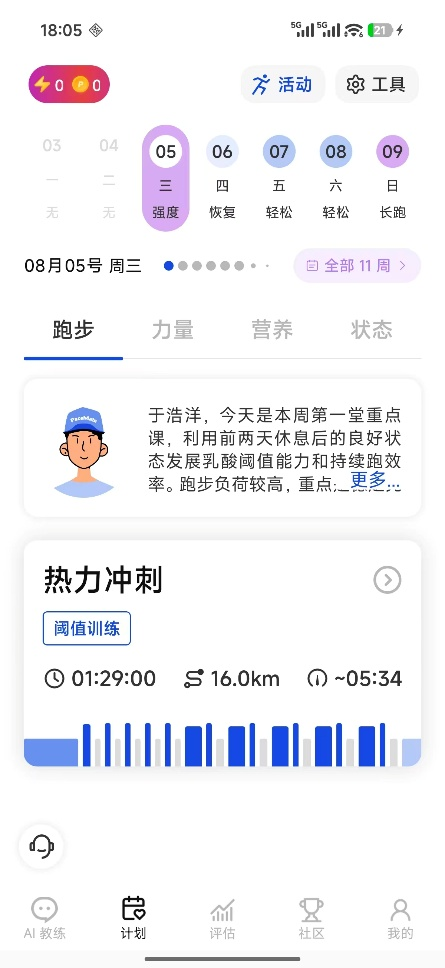 18:05
5G 5G 21
0 P 0
活动 工具
03 04 05 06 07 08 09
一 二 三 四 五 六 日
无 无 强度 恢复 轻松 轻松 长跑
08月05号 周三 全部 11 周
跑步 力量 营养 状态
PaceMate
于浩洋，今天是本周第一堂重点
课，利用前两天休息后的良好状
态发展乳酸阈值能力和持续跑效
率。跑步负荷较高，重点 更多...
热力冲刺
阈值训练
01:29:00 16.0km ~05:34
AI 教练 计划 评估 社区 我的